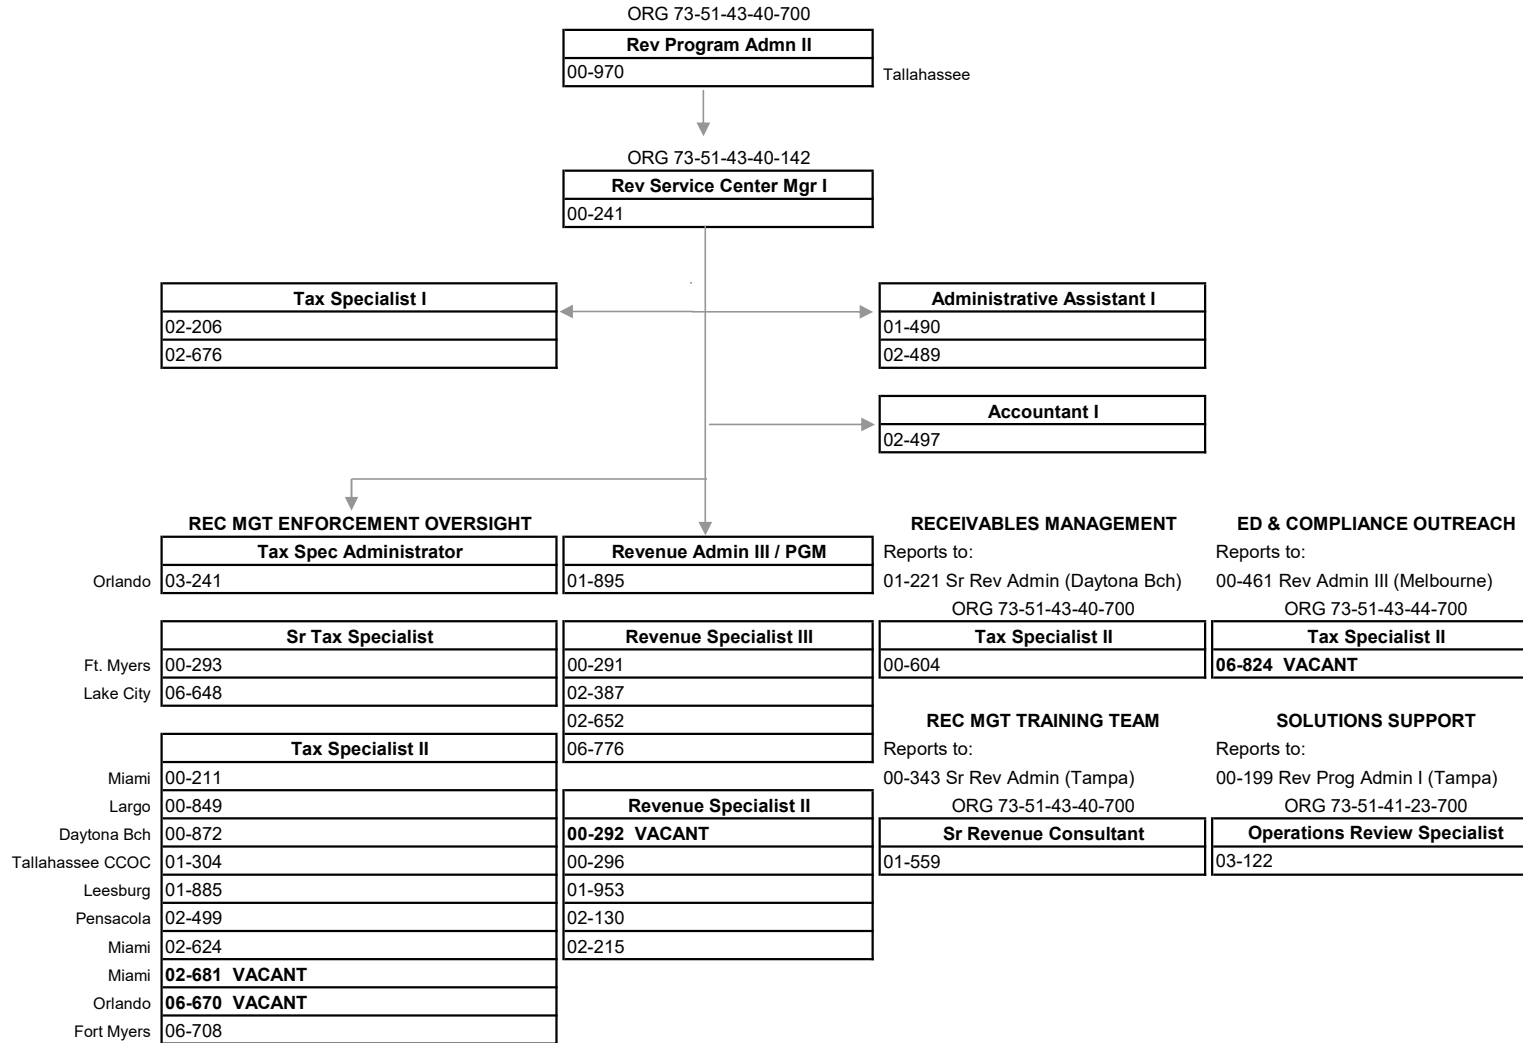 ORG 73-51-43-40-700
Rev Program Admn II
00-970
Tallahassee
ORG 73-51-43-40-142
Rev Service Center Mgr I
00-241
Tax Specialist I
02-206
02-676
Administrative Assistant I
01-490
02-489
Accountant I
02-497
REC MGT ENFORCEMENT OVERSIGHT
Tax Spec Administrator
Orlando 03-241
Sr Tax Specialist
Ft. Myers 00-293
Lake City 06-648
Tax Specialist II
Miami 00-211
Largo 00-849
Daytona Bch 00-872
Tallahassee CCOC 01-304
Leesburg 01-885
Pensacola 02-499
Miami 02-624
Miami 02-681 VACANT
Orlando 06-670 VACANT
Fort Myers 06-708
Revenue Admin III / PGM
01-895
Revenue Specialist III
00-291
02-387
02-652
06-776
Revenue Specialist II
00-292 VACANT
00-296
01-953
02-130
02-215
RECEIVABLES MANAGEMENT
Reports to:
01-221 Sr Rev Admin (Daytona Bch)
ORG 73-51-43-40-700
Tax Specialist II
00-604
REC MGT TRAINING TEAM
Reports to:
00-343 Sr Rev Admin (Tampa)
ORG 73-51-43-40-700
Sr Revenue Consultant
01-559
ED & COMPLIANCE OUTREACH
Reports to:
00-461 Rev Admin III (Melbourne)
ORG 73-51-43-44-700
Tax Specialist II
06-824 VACANT
SOLUTIONS SUPPORT
Reports to:
00-199 Rev Prog Admin I (Tampa)
ORG 73-51-41-23-700
Operations Review Specialist
03-122